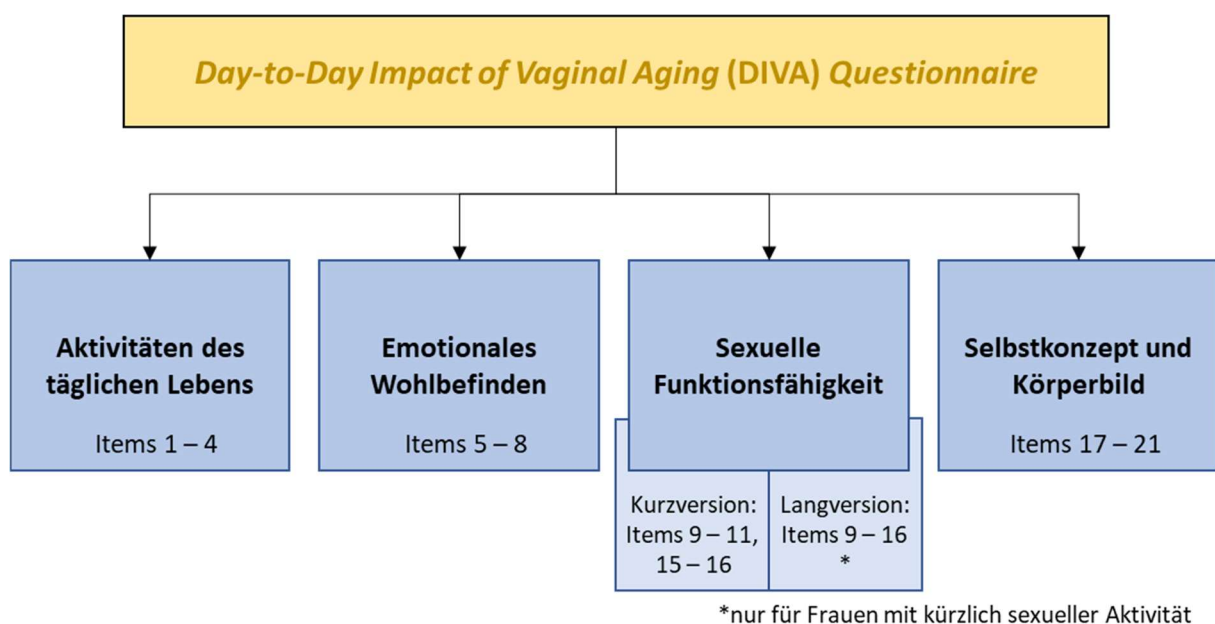 Day-to-Day Impact of Vaginal Aging (DIVA) Questionnaire
Aktivitäten des
täglichen Lebens
Items 1 – 4
Emotionales
Wohlbefinden
Items 5 – 8
Sexuelle
Funktionsfähigkeit
Kurzversion:
Items 9 – 11,
15 – 16
Langversion:
Items 9 – 16
*
Selbstkonzept und
Körperbild
Items 17 – 21
*nur für Frauen mit kürzlich sexueller Aktivität